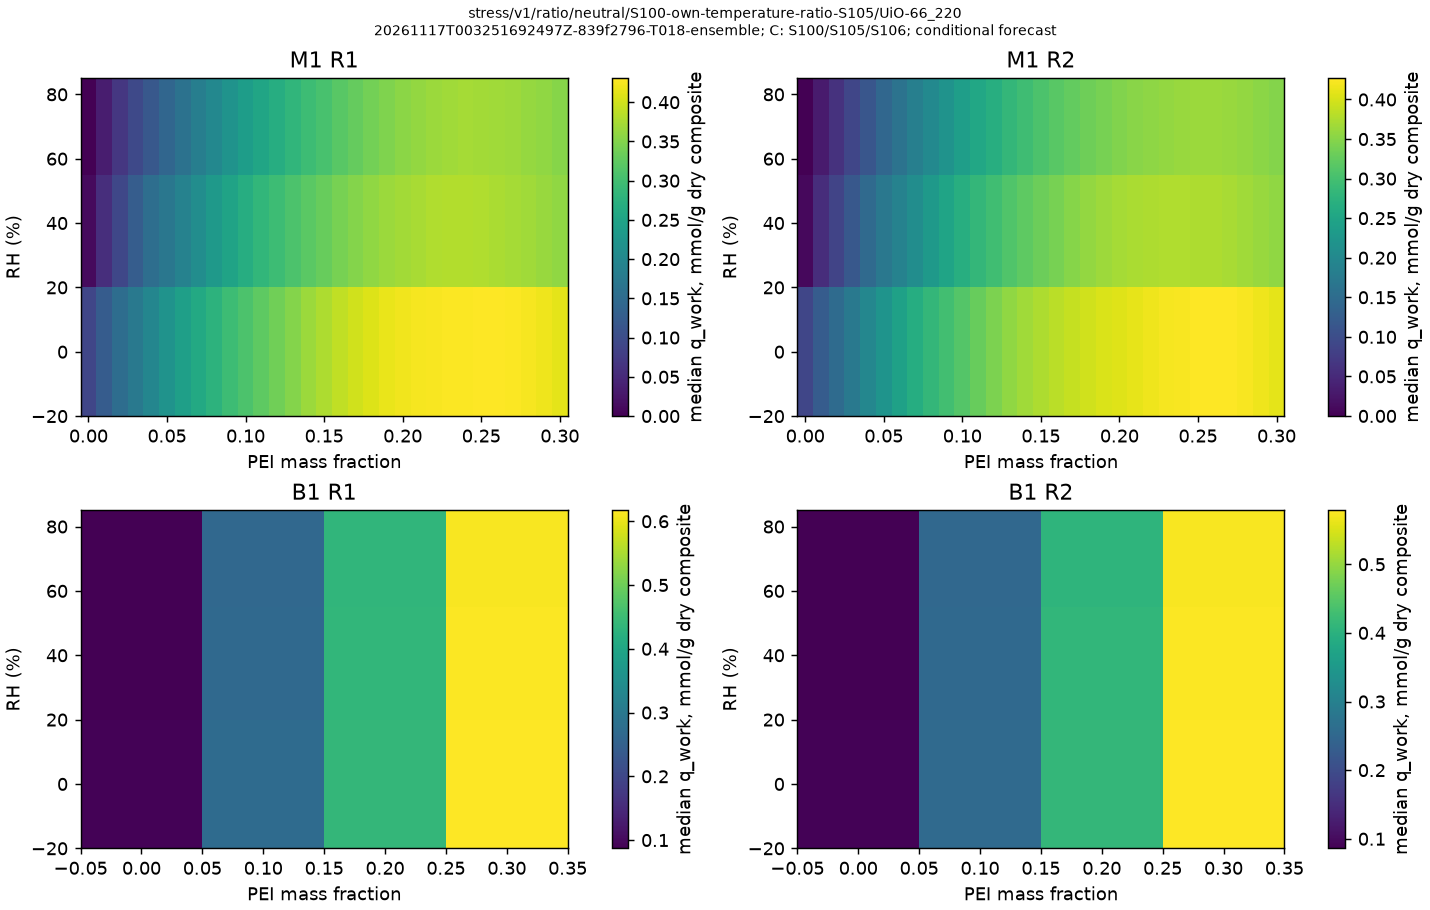 stress/v1/ratio/neutral/S100-own-temperature-ratio-S105/UiO-66_220
20261117T003251692497Z-839f2796-T018-ensemble; C: S100/S105/S106; conditional forecast
M1 R1
RH (%)
80
60
40
20
0
−20
0.00 0.05 0.10 0.15 0.20 0.25 0.30
PEI mass fraction
0.40
0.35
0.30
0.25
0.20
0.15
0.10
0.05
0.00
median q_work, mmol/g dry composite
M1 R2
RH (%)
80
60
40
20
0
−20
0.00 0.05 0.10 0.15 0.20 0.25 0.30
PEI mass fraction
0.40
0.35
0.30
0.25
0.20
0.15
0.10
0.05
0.00
median q_work, mmol/g dry composite
B1 R1
RH (%)
80
60
40
20
0
−20
−0.05 0.00 0.05 0.10 0.15 0.20 0.25 0.30 0.35
PEI mass fraction
0.6
0.5
0.4
0.3
0.2
0.1
median q_work, mmol/g dry composite
B1 R2
RH (%)
80
60
40
20
0
−20
−0.05 0.00 0.05 0.10 0.15 0.20 0.25 0.30 0.35
PEI mass fraction
0.5
0.4
0.3
0.2
0.1
median q_work, mmol/g dry composite